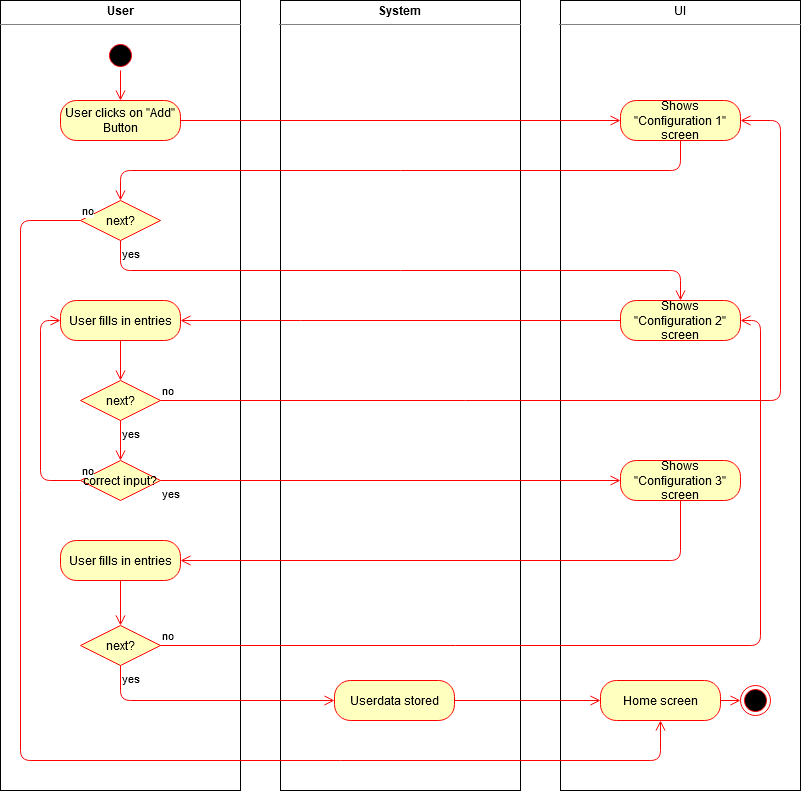 User
System
UI
User clicks on "Add"
Button
Shows
"Configuration 1"
screen
no
next?
yes
User fills in entries
Shows
"Configuration 2"
screen
no
next?
yes
no
correct input?
yes
Shows
"Configuration 3"
screen
User fills in entries
no
next?
yes
Userdata stored
Home screen